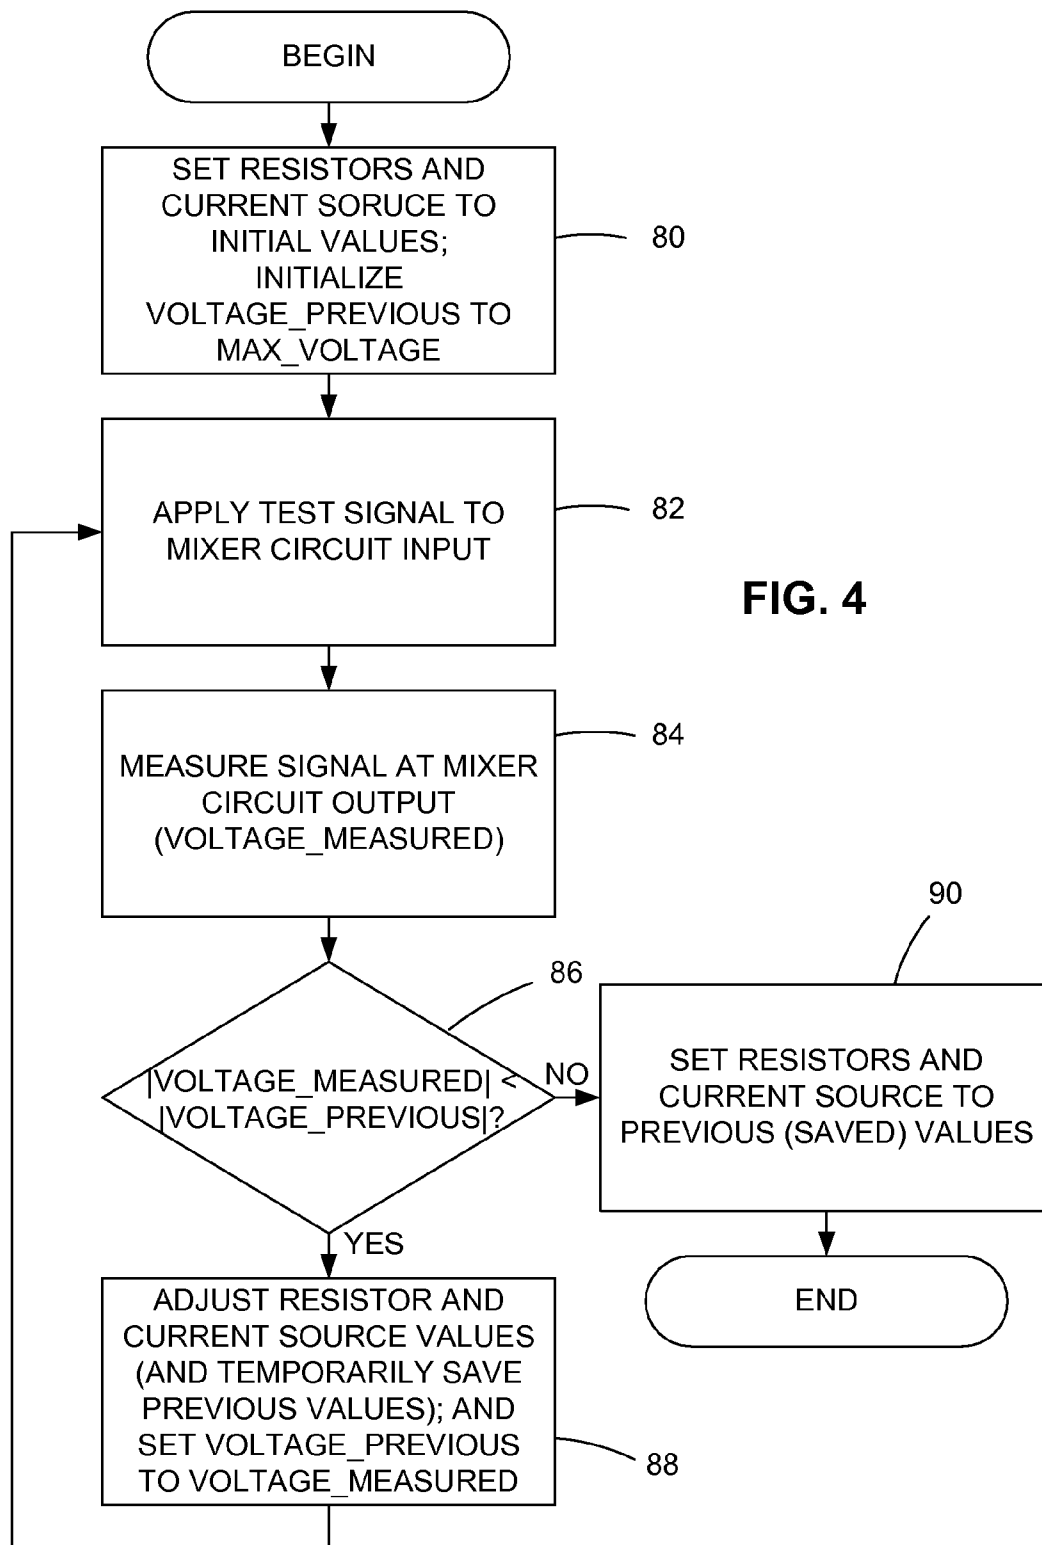 BEGIN
SET RESISTORS AND
CURRENT SORUCE TO
INITIAL VALUES;
INITIALIZE
VOLTAGE_PREVIOUS TO
MAX_VOLTAGE
80
APPLY TEST SIGNAL TO
MIXER CIRCUIT INPUT
82
FIG. 4
MEASURE SIGNAL AT MIXER
CIRCUIT OUTPUT
(VOLTAGE_MEASURED)
84
|VOLTAGE_MEASURED| <
|VOLTAGE_PREVIOUS|?
86
NO
90
SET RESISTORS AND
CURRENT SOURCE TO
PREVIOUS (SAVED) VALUES
YES
ADJUST RESISTOR AND
CURRENT SOURCE VALUES
(AND TEMPORARILY SAVE
PREVIOUS VALUES); AND
SET VOLTAGE_PREVIOUS
TO VOLTAGE_MEASURED
88
END